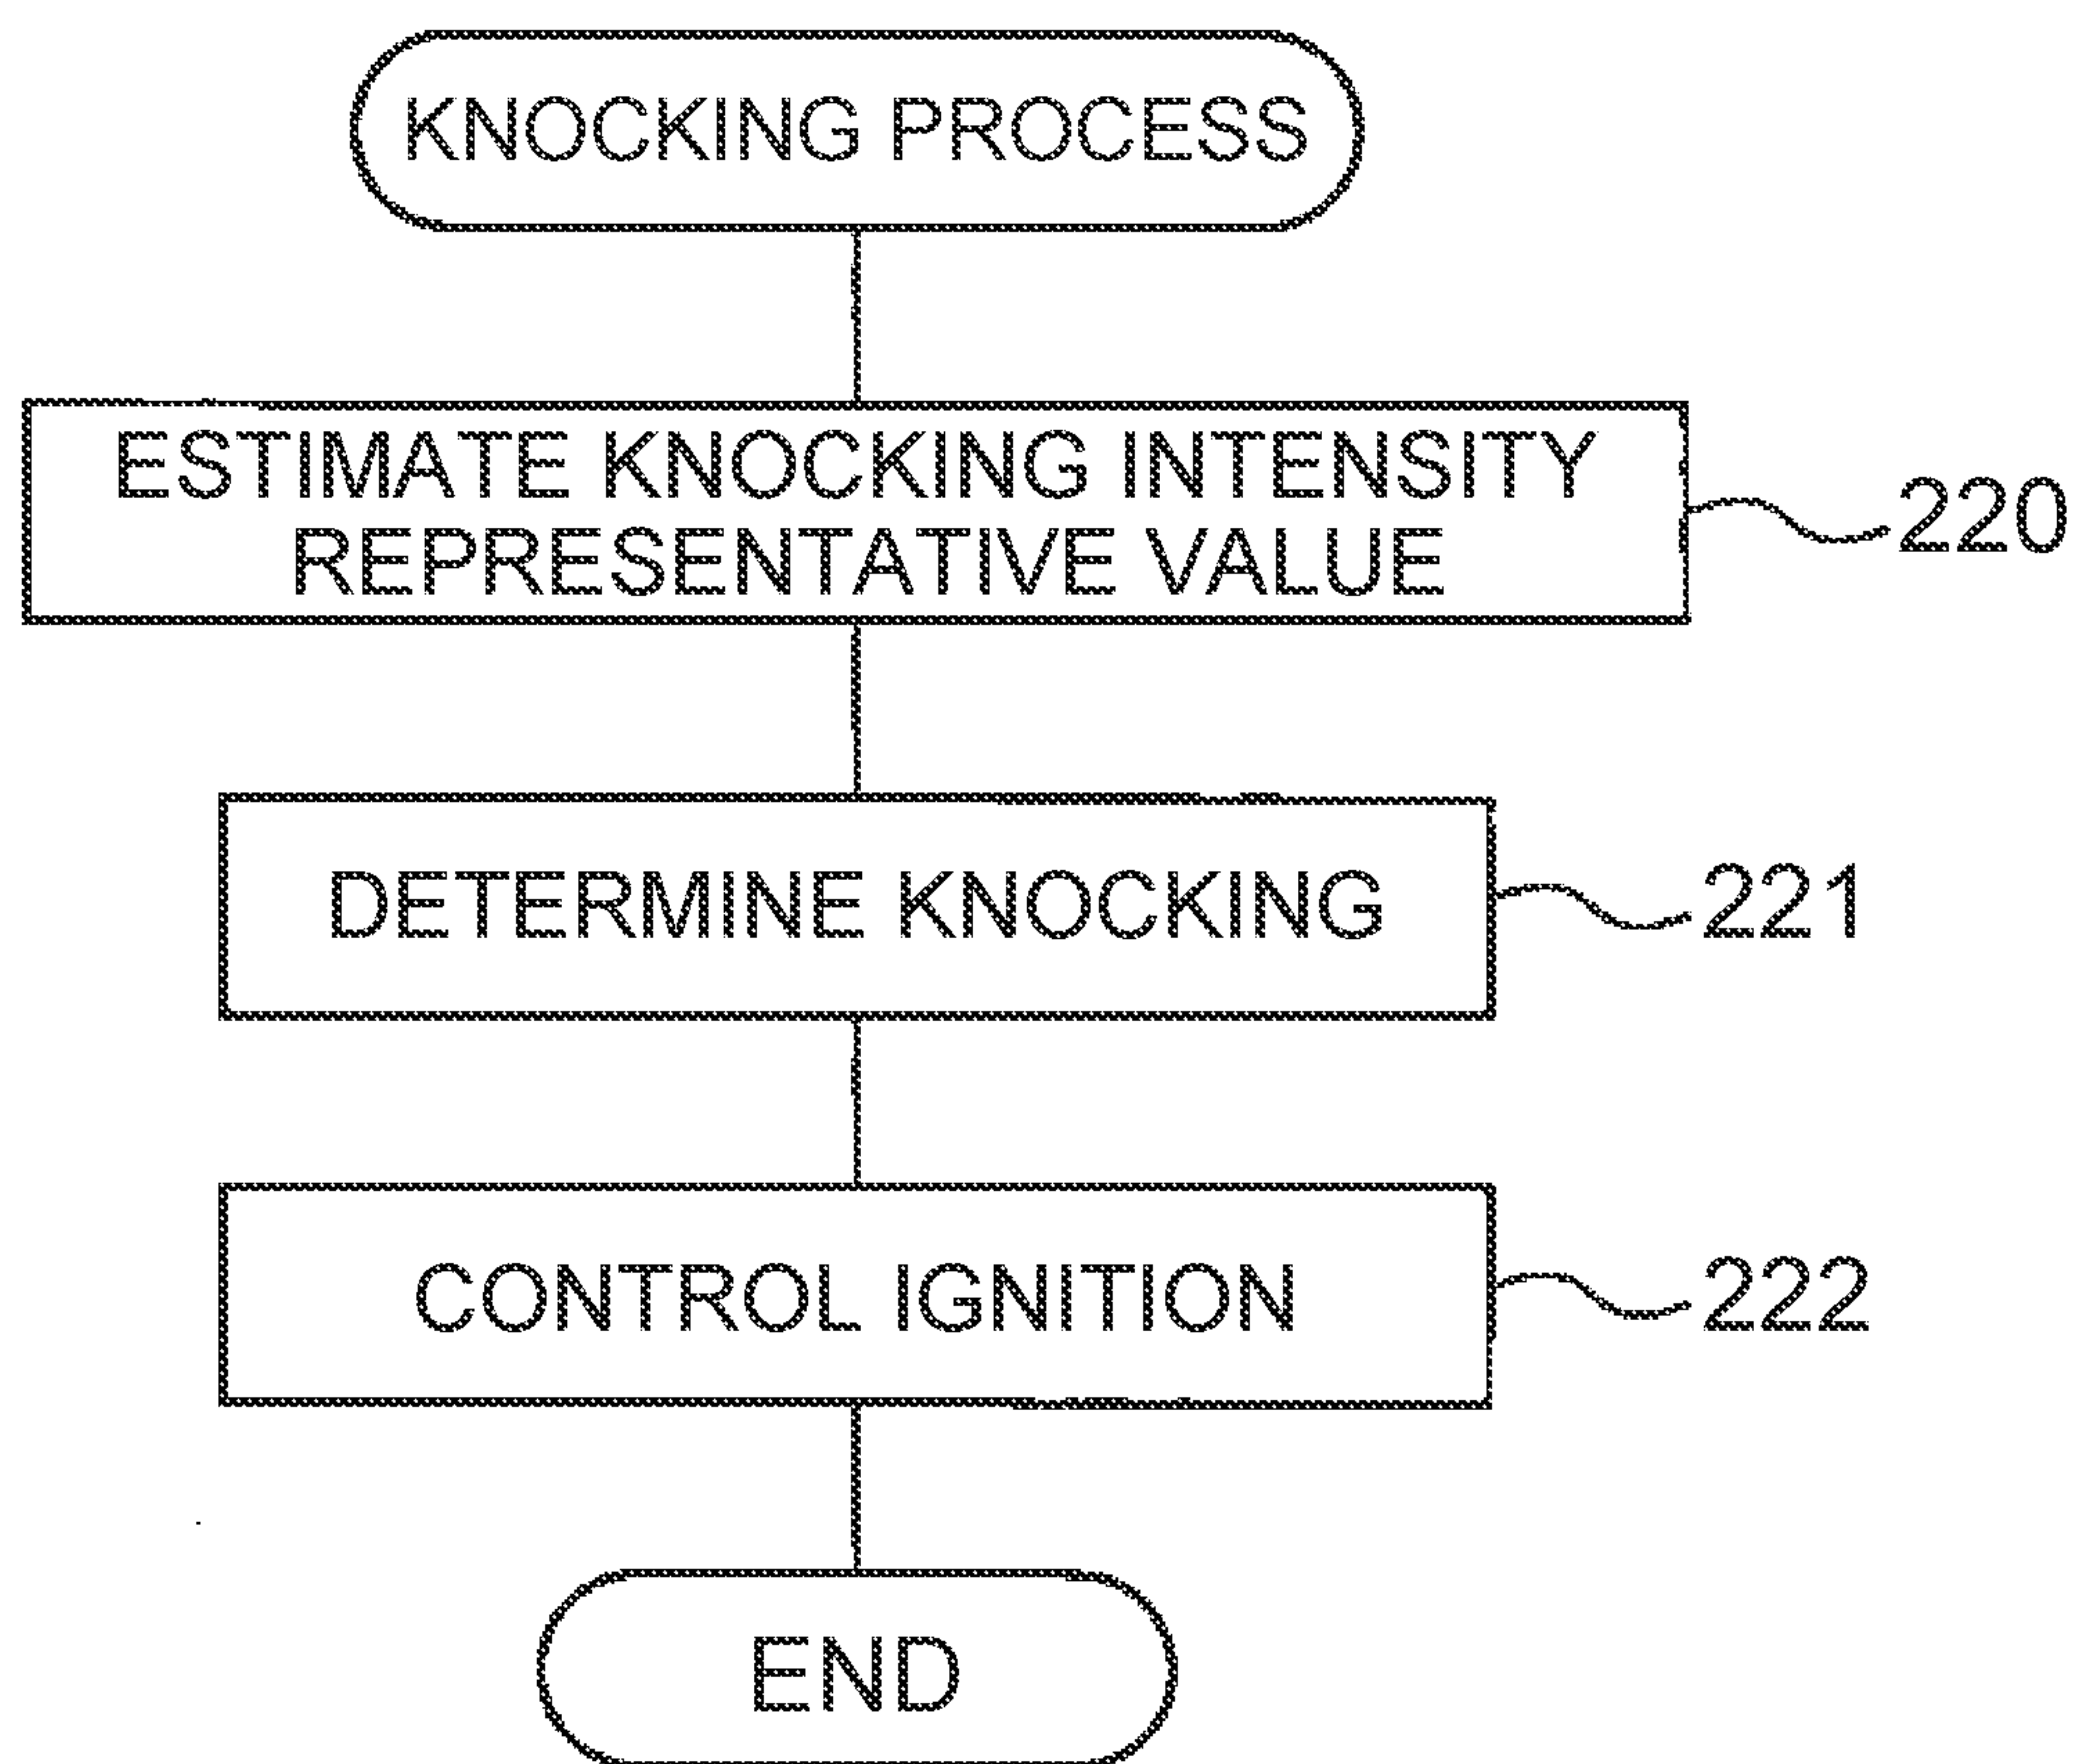 KNOCKING PROCESS
ESTIMATE KNOCKING INTENSITY
REPRESENTATIVE VALUE
220
DETERMINE KNOCKING
221
CONTROL IGNITION
222
END